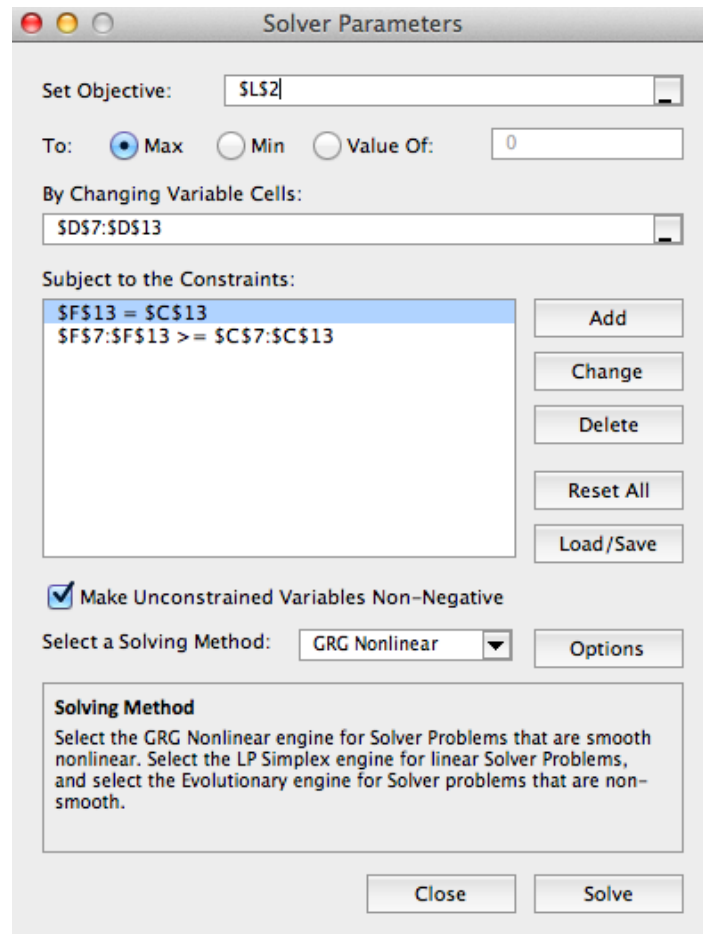 Solver Parameters
Set Objective: $L$2
To: Max Min Value Of: 0
By Changing Variable Cells:
$D$7:$D$13
Subject to the Constraints:
$F$13 = $C$13
$F$7:$F$13 >= $C$7:$C$13
Add
Change
Delete
Reset All
Load/Save
Make Unconstrained Variables Non-Negative
Select a Solving Method: GRG Nonlinear Options
Solving Method
Select the GRG Nonlinear engine for Solver Problems that are smooth
nonlinear. Select the LP Simplex engine for linear Solver Problems,
and select the Evolutionary engine for Solver problems that are non-
smooth.
Close Solve